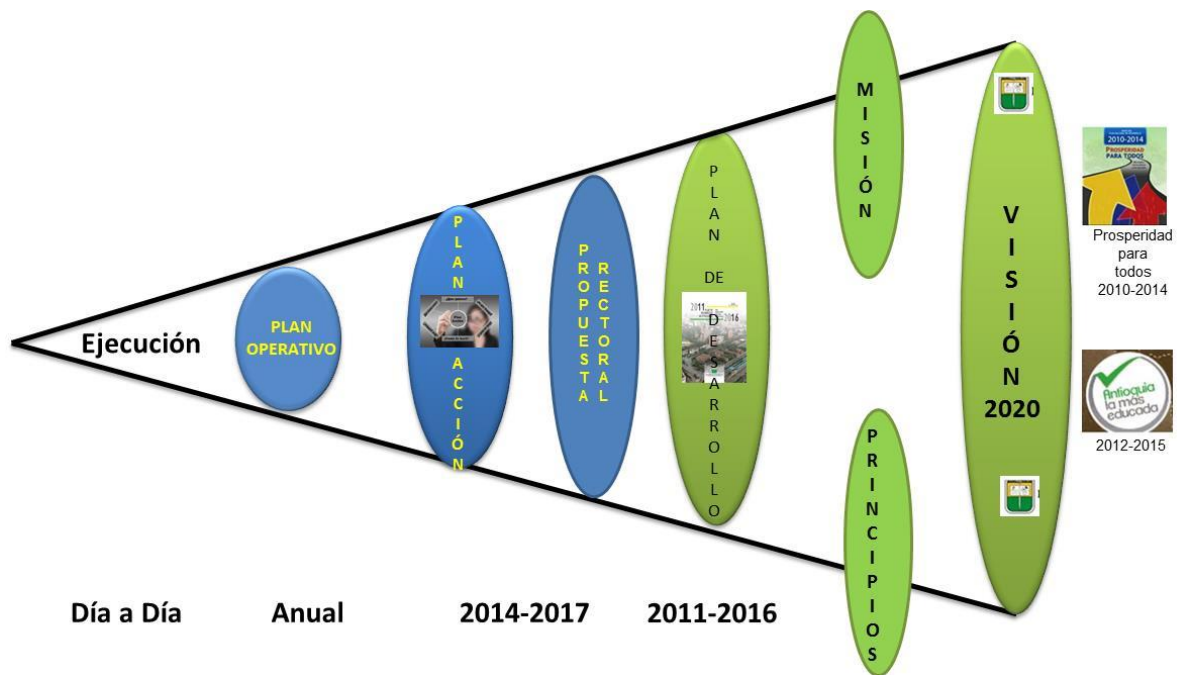 Ejecución
PLAN
OPERATIVO
PLAN
ACCIÓN
PROPUESTA
RECTORAL
PLAN DE DESARROLLO
2011
2016
MISIÓN
PRINCIPIOS
VISIÓN
2020
2010-2014
PROSPERIDAD
PARA TODOS
Prosperidad
para
todos
2010-2014
Antioquia
la más
educada
2012-2015
Día a Día
Anual
2014-2017
2011-2016